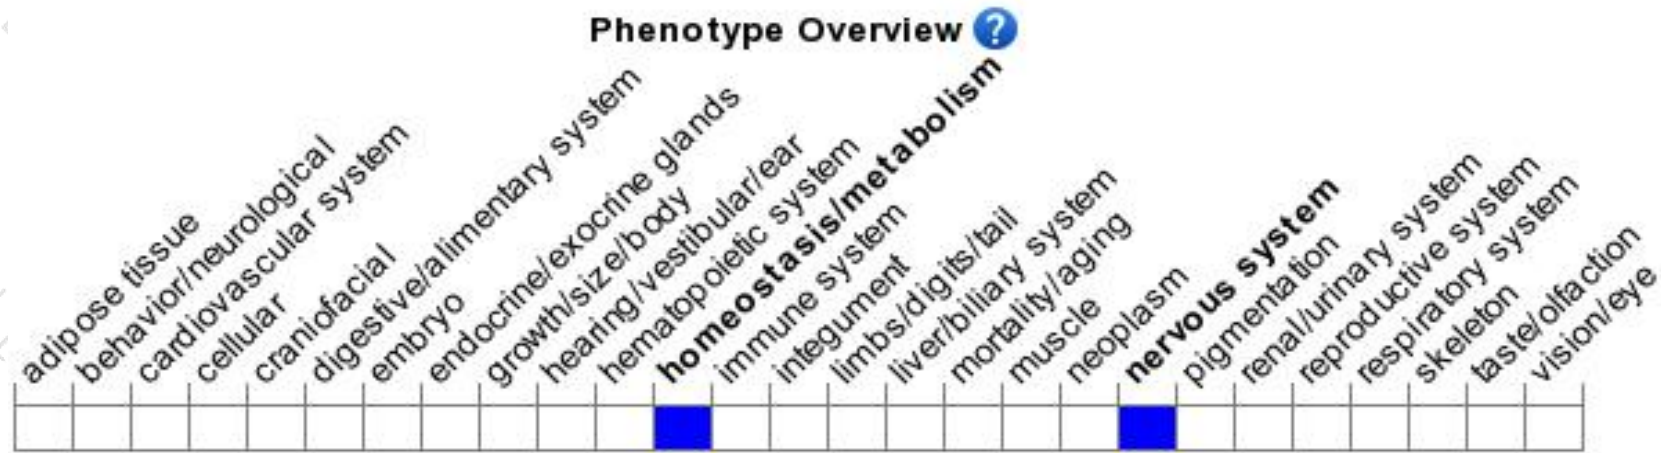 Phenotype Overview ?
adipose tissue
behavior/neurological
cardiovascular system
cellular
craniofacial
digestive/alimentary system
embryo
endocrine/exocrine glands
growth/size/body
hearing/vestibular/ear
hematopoietic system
homeostasis/metabolism
immune system
integument
limbs/digits/tail
liver/biliary system
mortality/aging
muscle
neoplasm
nervous system
pigmentation
renal/urinary system
reproductive system
respiratory system
skeleton
taste/olfaction
vision/eye